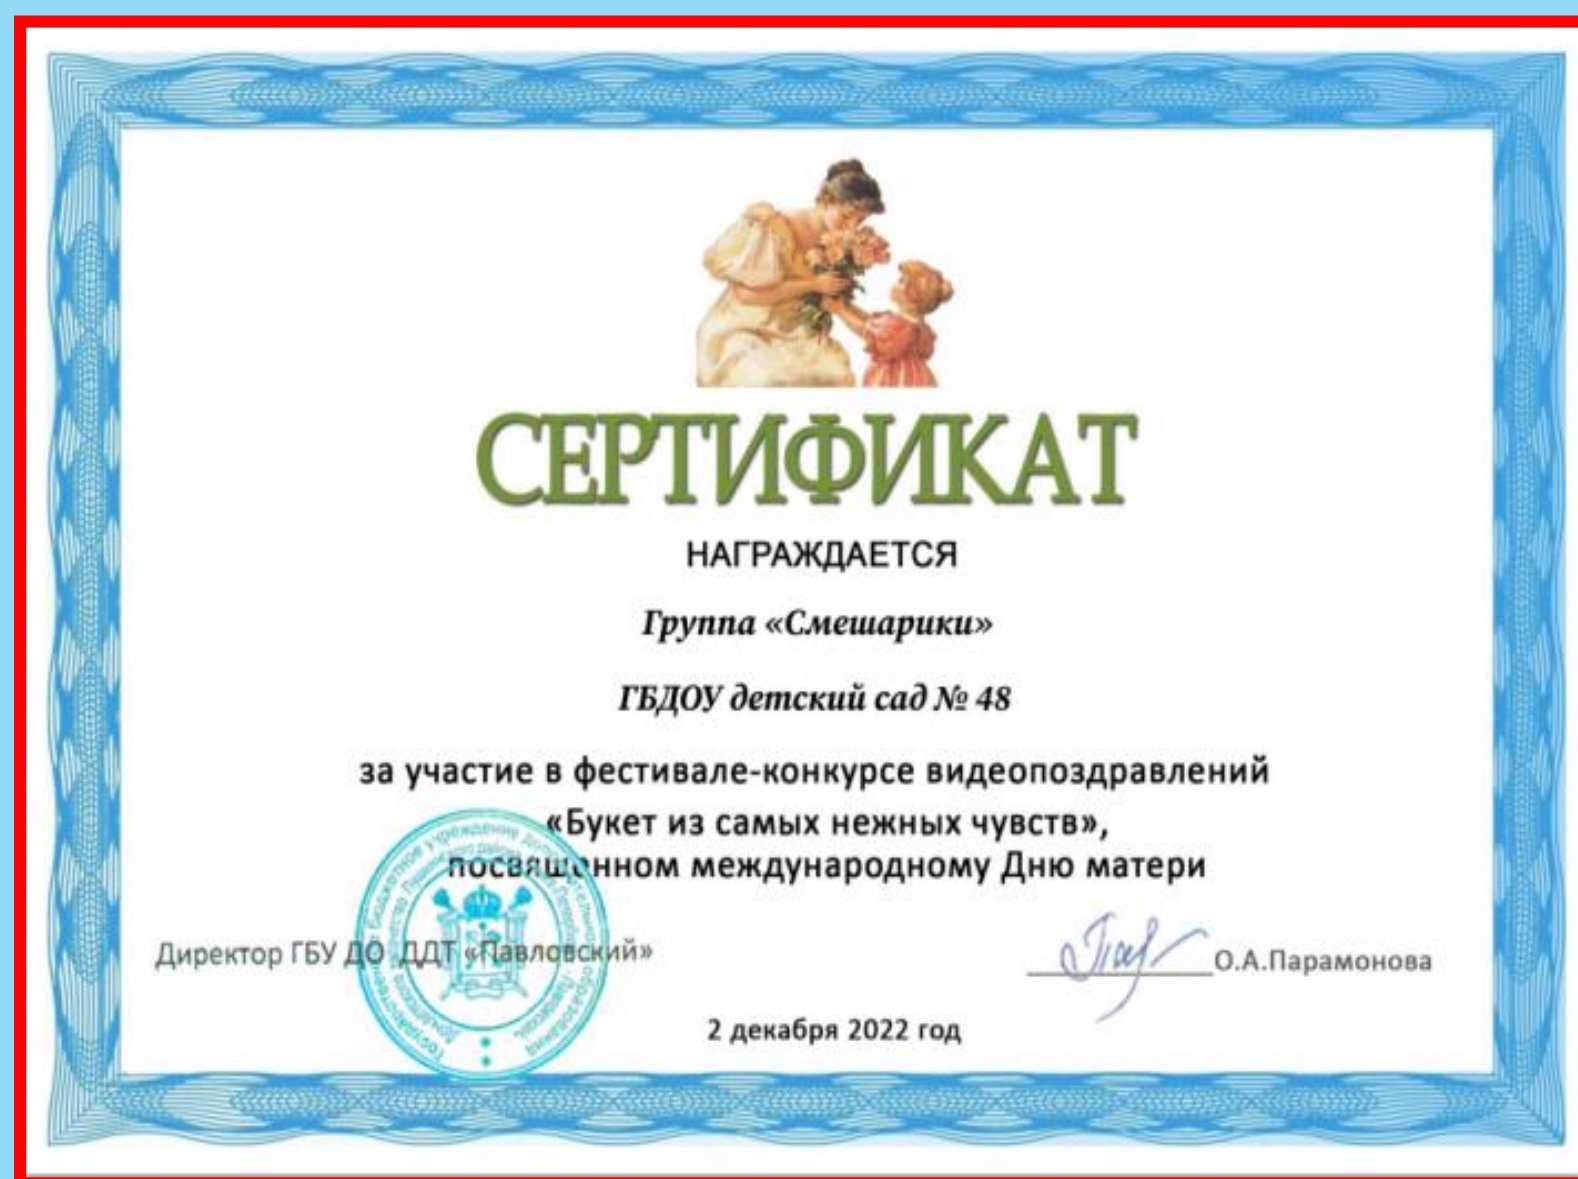 СЕРТИФИКАТ
НАГРАЖДАЕТСЯ
Группа «Смешарики»
ГБДОУ детский сад № 48
за участие в фестивале-конкурсе видеопоздравлений
«Букет из самых нежных чувств»,
посвященном международному Дню матери
Директор ГБУ ДО ДДТ «Павловский»
О.А.Парамонова
2 декабря 2022 год